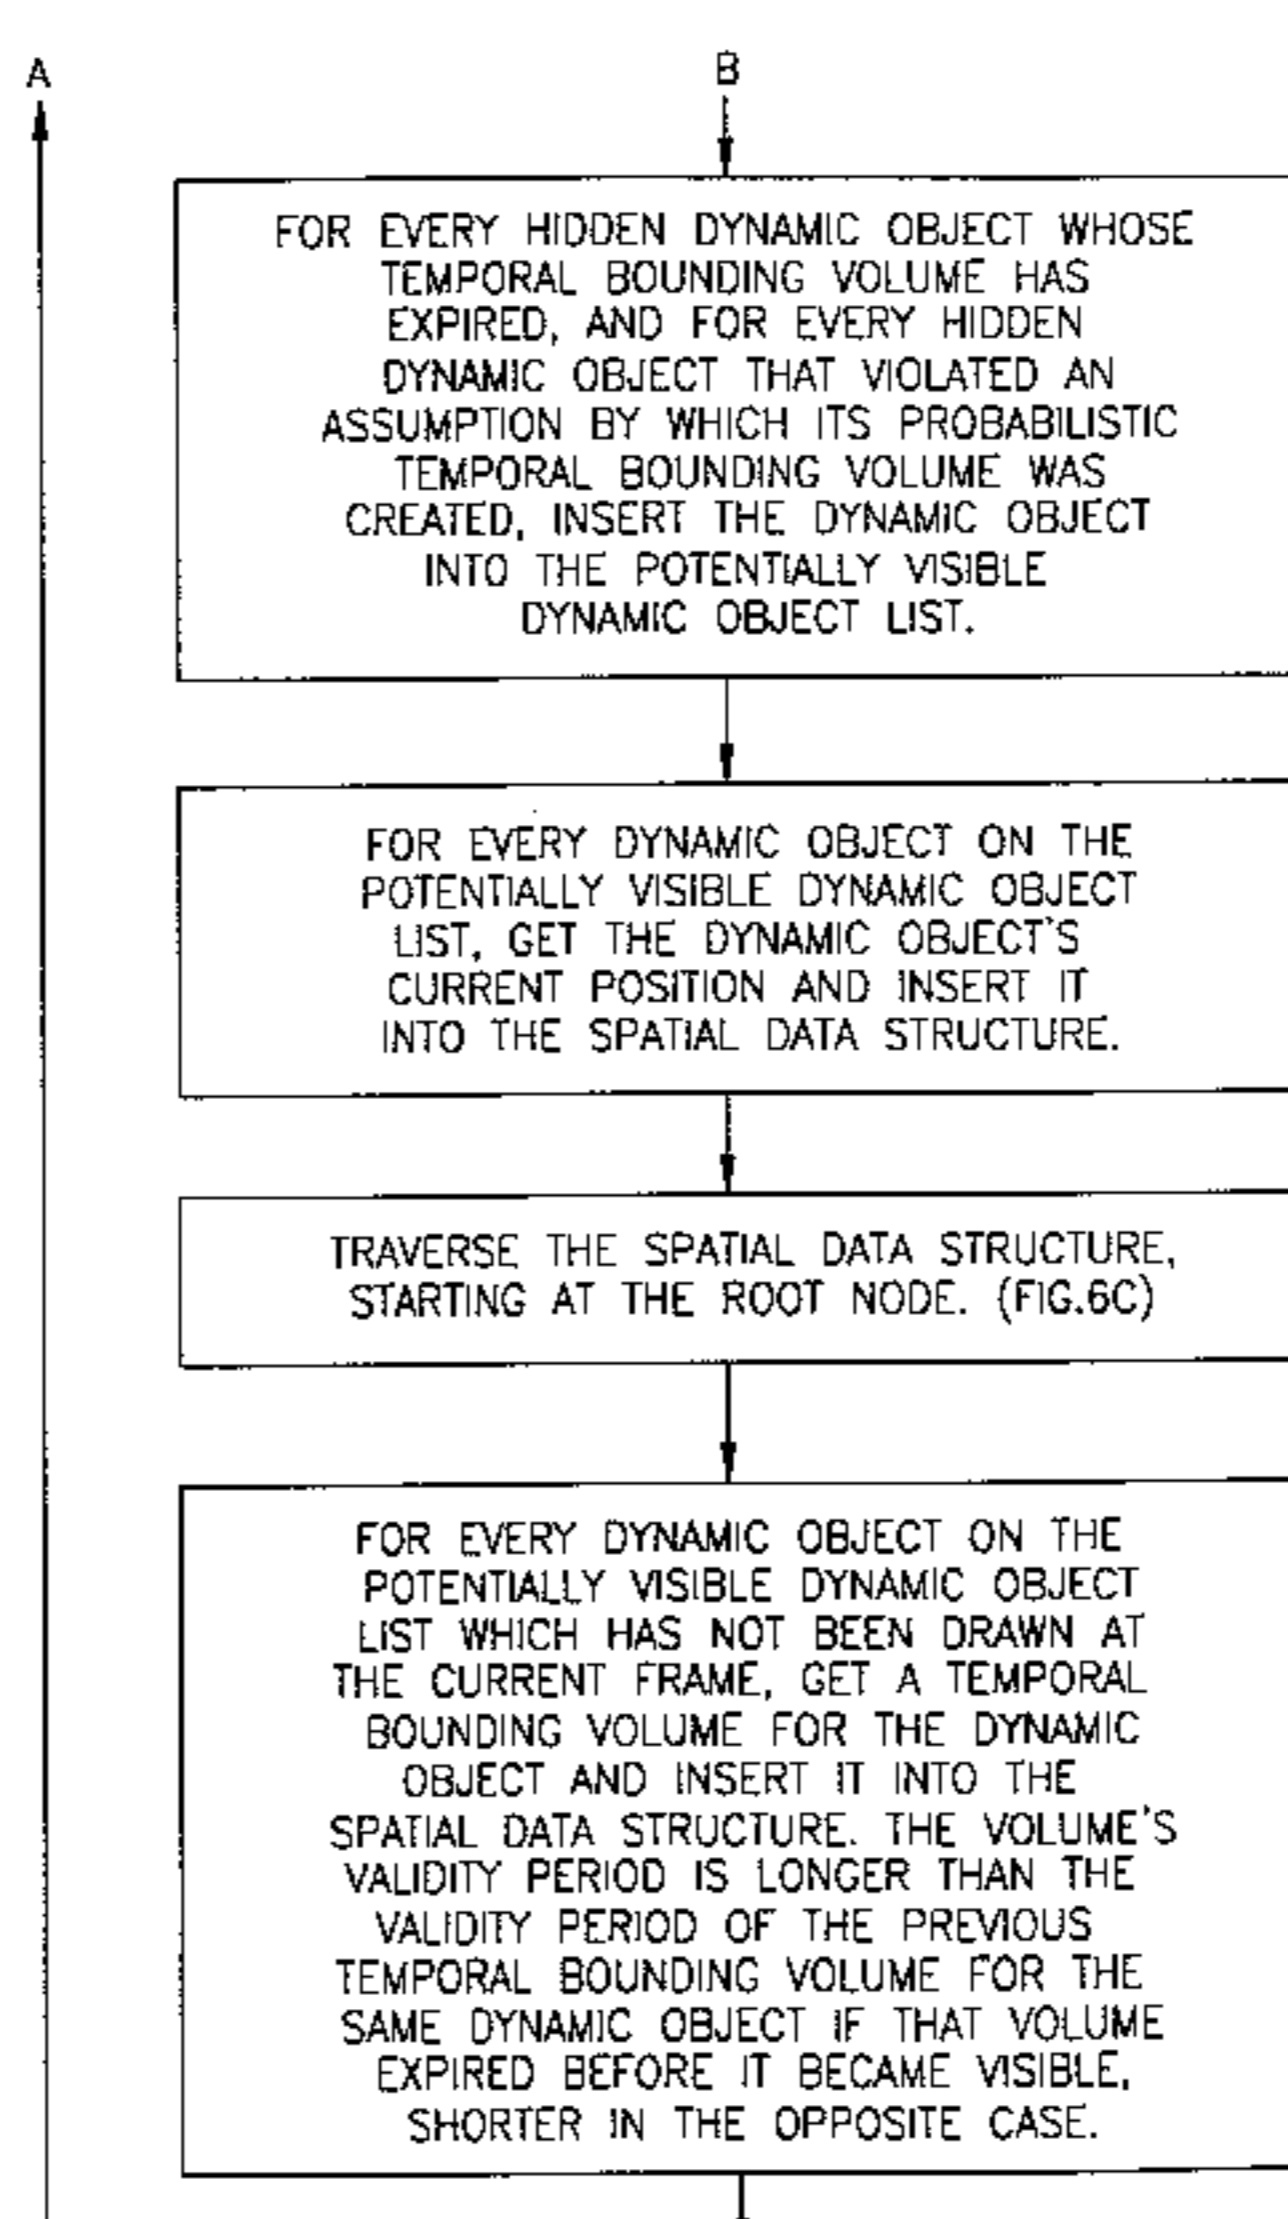 A
B
FOR EVERY HIDDEN DYNAMIC OBJECT WHOSE
TEMPORAL BOUNDING VOLUME HAS
EXPIRED, AND FOR EVERY HIDDEN
DYNAMIC OBJECT THAT VIOLATED AN
ASSUMPTION BY WHICH ITS PROBABILISTIC
TEMPORAL BOUNDING VOLUME WAS
CREATED, INSERT THE DYNAMIC OBJECT
INTO THE POTENTIALLY VISIBLE
DYNAMIC OBJECT LIST.
FOR EVERY DYNAMIC OBJECT ON THE
POTENTIALLY VISIBLE DYNAMIC OBJECT
LIST, GET THE DYNAMIC OBJECT'S
CURRENT POSITION AND INSERT IT
INTO THE SPATIAL DATA STRUCTURE.
TRAVERSE THE SPATIAL DATA STRUCTURE,
STARTING AT THE ROOT NODE. (FIG.6C)
FOR EVERY DYNAMIC OBJECT ON THE
POTENTIALLY VISIBLE DYNAMIC OBJECT
LIST WHICH HAS NOT BEEN DRAWN AT
THE CURRENT FRAME, GET A TEMPORAL
BOUNDING VOLUME FOR THE DYNAMIC
OBJECT AND INSERT IT INTO THE
SPATIAL DATA STRUCTURE. THE VOLUME'S
VALIDITY PERIOD IS LONGER THAN THE
VALIDITY PERIOD OF THE PREVIOUS
TEMPORAL BOUNDING VOLUME FOR THE
SAME DYNAMIC OBJECT IF THAT VOLUME
EXPIRED BEFORE IT BECAME VISIBLE,
SHORTER IN THE OPPOSITE CASE.